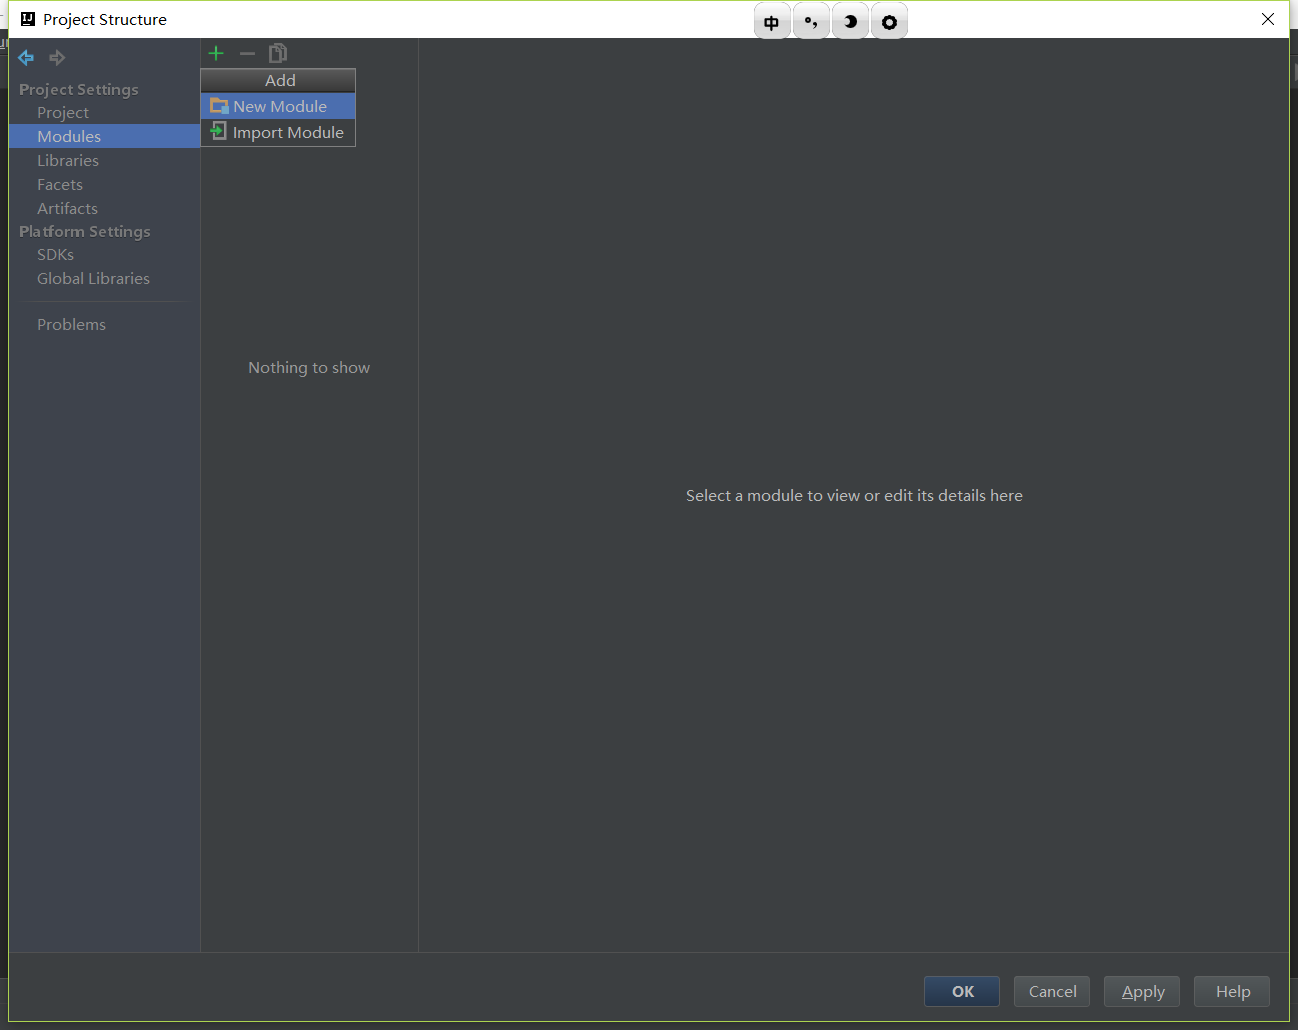 Project Structure
中
Project Settings
Project
Modules
Libraries
Facets
Artifacts
Platform Settings
SDKs
Global Libraries
Problems
Add
New Module
Import Module
Nothing to show
Select a module to view or edit its details here
OK
Cancel
Apply
Help